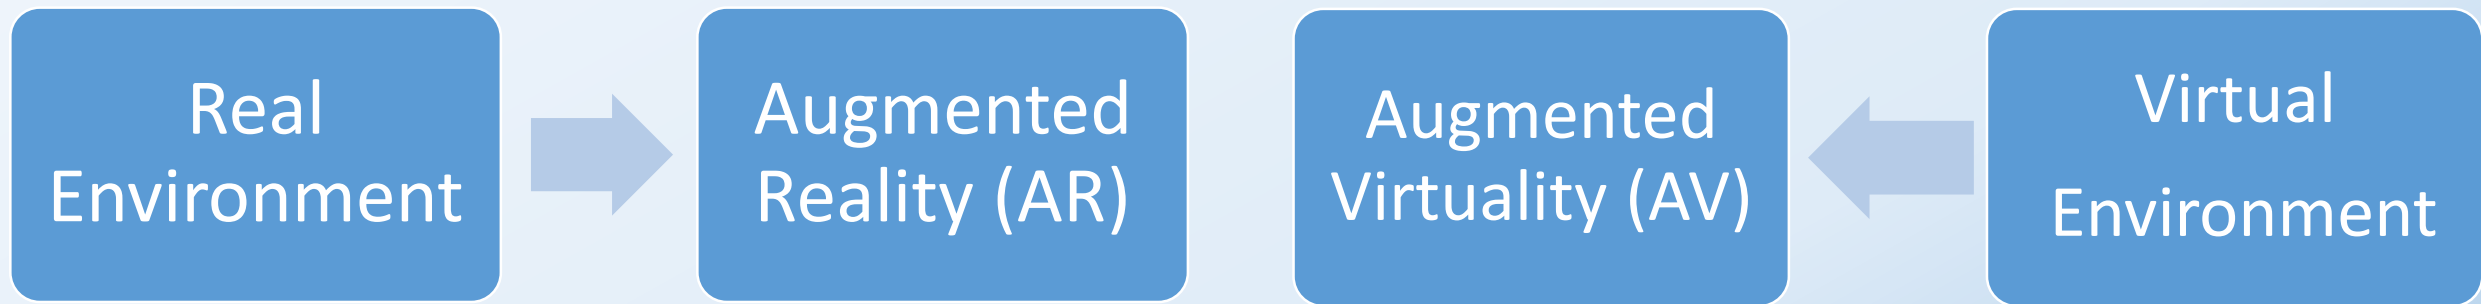 Real
Environment
Augmented
Reality (AR)
Augmented
Virtuality (AV)
Virtual
Environment